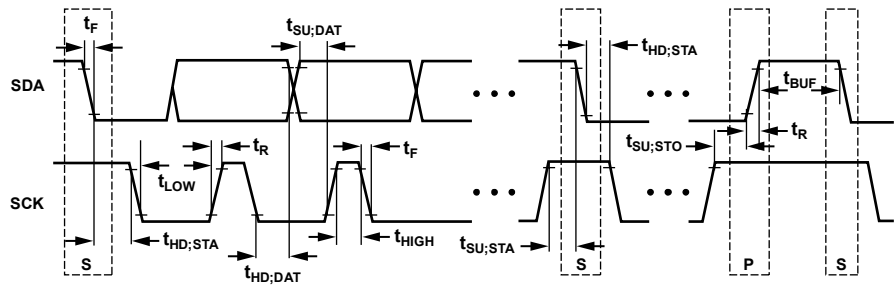 tF
tSU;DAT
tHD;STA
SDA
tBUF
tR
tF
tSU;STO
tR
tLOW
SCK
tHD;STA
tHIGH
tSU;STA
tHD;DAT
S
S
P
S